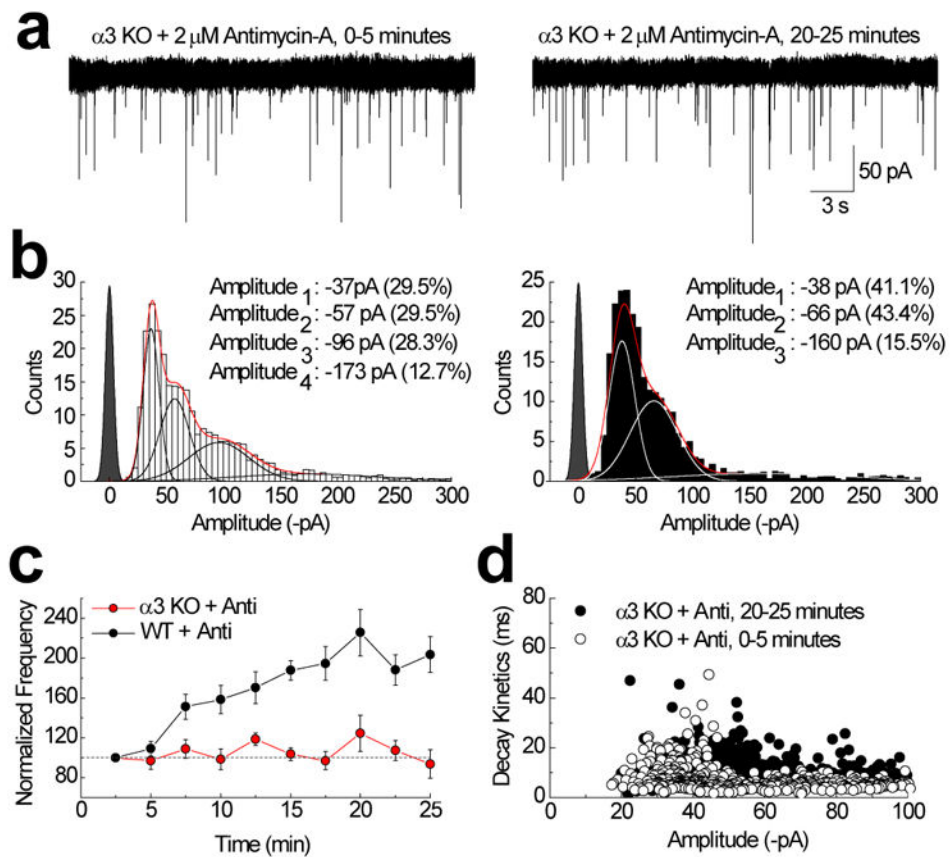 a
α3 KO + 2 μM Antimycin-A, 0-5 minutes
α3 KO + 2 μM Antimycin-A, 20-25 minutes
50 pA
3 s
b
30
25
20
15
10
5
0
Counts
Amplitude1 : -37pA (29.5%)
Amplitude2 : -57 pA (29.5%)
Amplitude3 : -96 pA (28.3%)
Amplitude4 : -173 pA (12.7%)
0 50 100 150 200 250 300
Amplitude (-pA)
25
20
15
10
5
0
Counts
Amplitude1 : -38 pA (41.1%)
Amplitude2 : -66 pA (43.4%)
Amplitude3 : -160 pA (15.5%)
0 50 100 150 200 250 300
Amplitude (-pA)
c
Normalized Frequency
240
200
160
120
80
α3 KO + Anti
WT + Anti
0 5 10 15 20 25
Time (min)
d
Decay Kinetics (ms)
80
60
40
20
0
α3 KO + Anti, 20-25 minutes
α3 KO + Anti, 0-5 minutes
0 20 40 60 80 100
Amplitude (-pA)